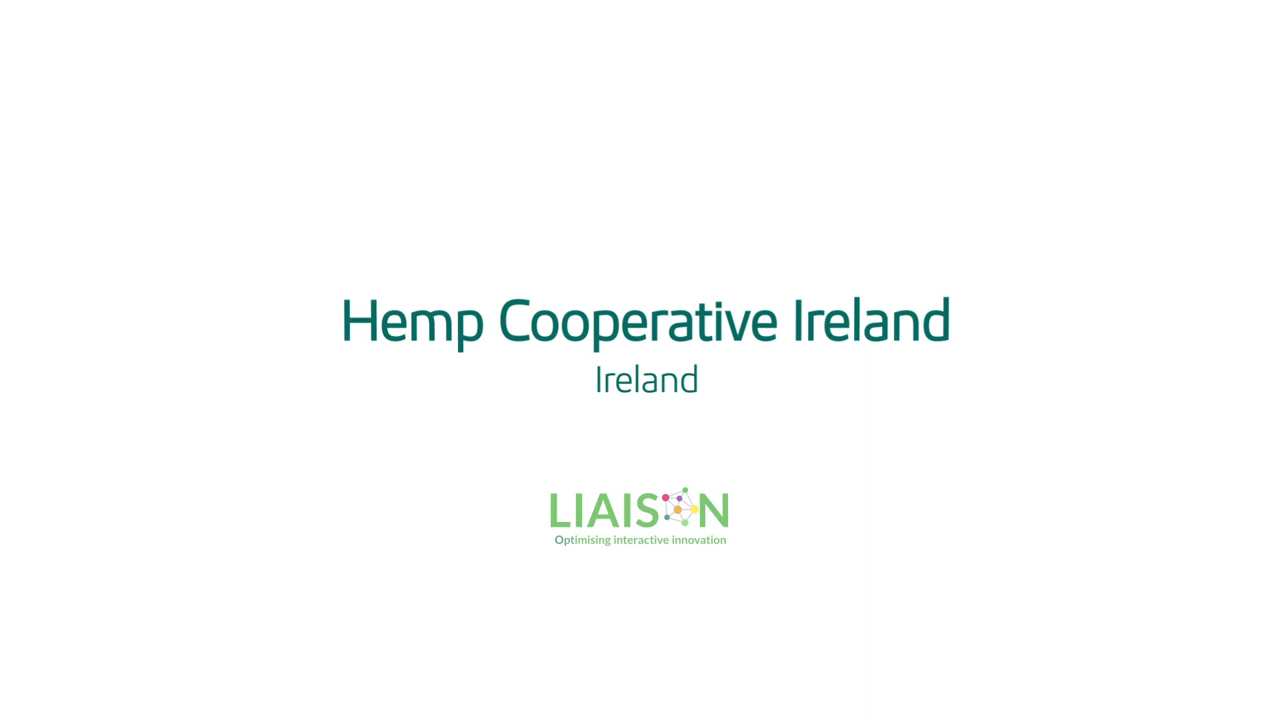 Hemp Cooperative Ireland
Ireland
LIAISON
Optimising interactive innovation